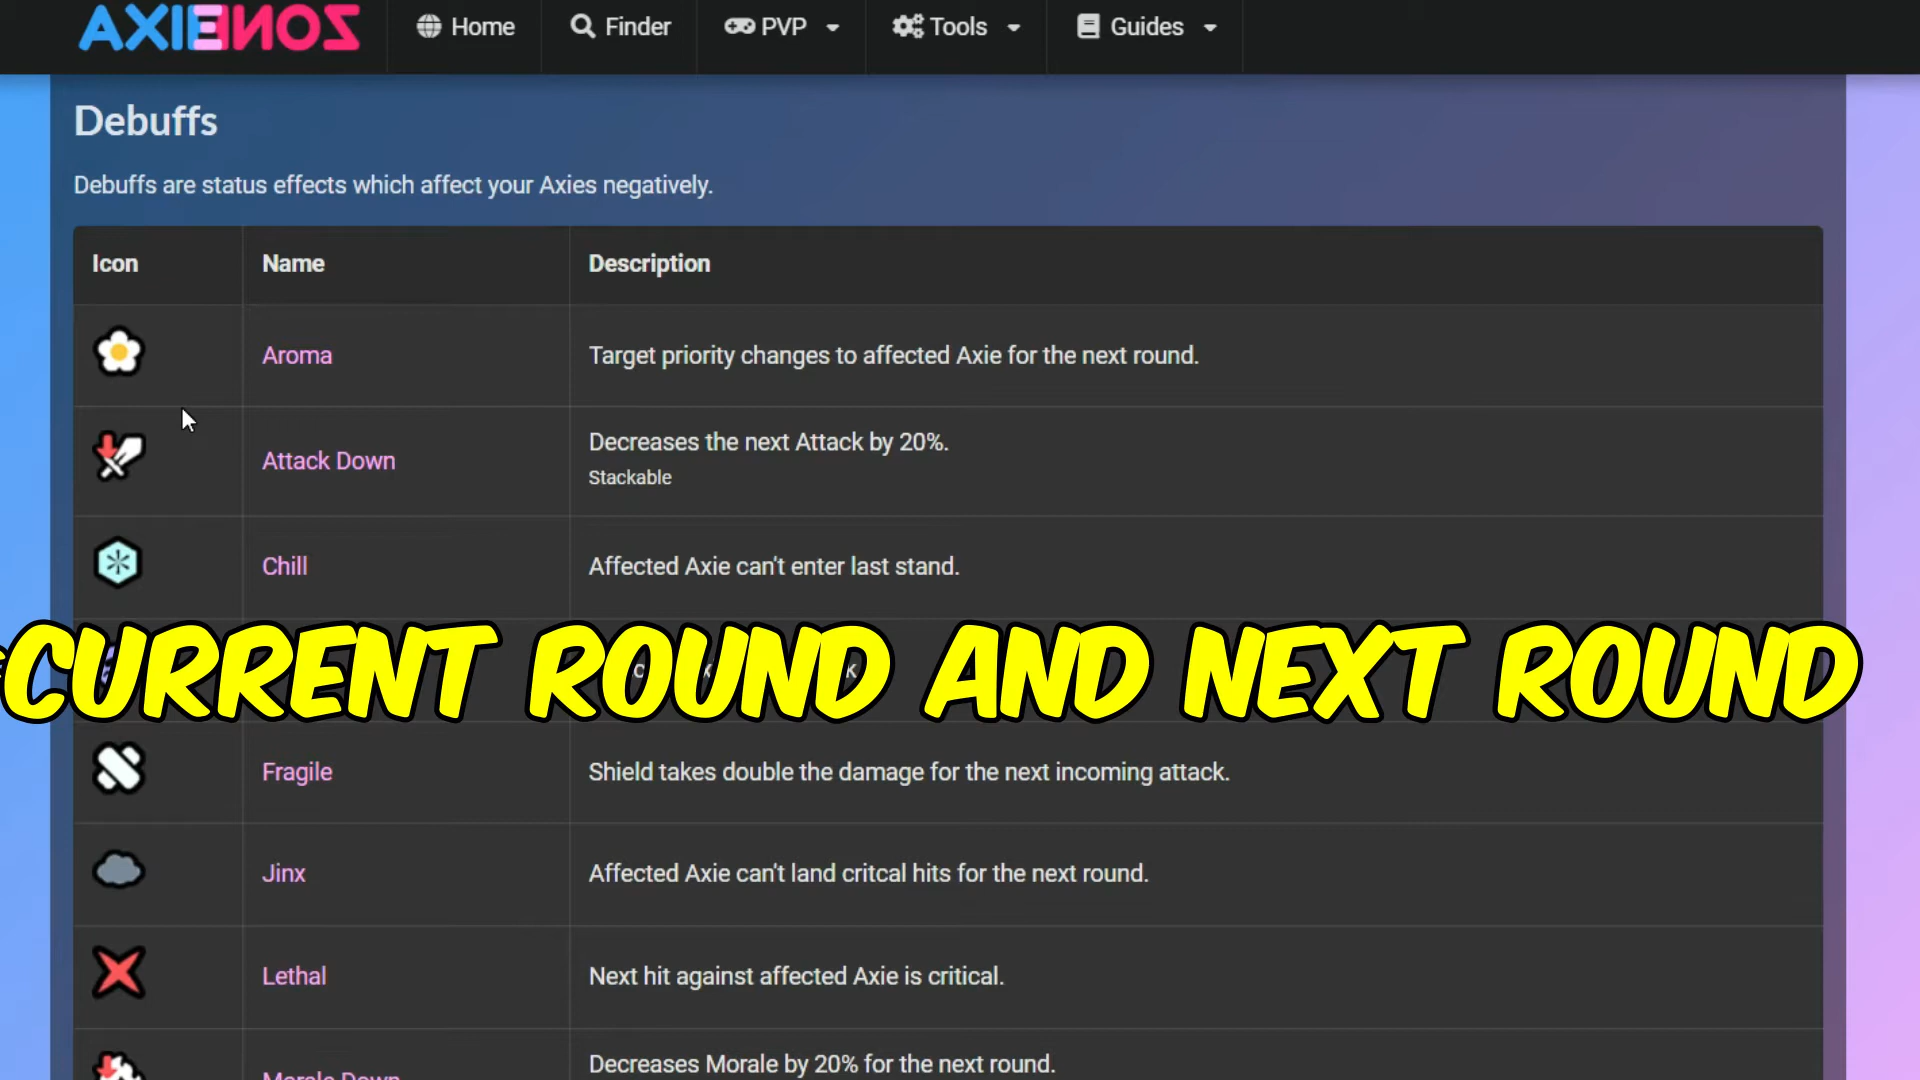 AXIEZONE Home Finder PVP Tools Guides
Debuffs
Debuffs are status effects which affect your Axies negatively.
Icon Name Description
Aroma Target priority changes to affected Axie for the next round.
Attack Down Decreases the next Attack by 20%.
Stackable
Chill Affected Axie can't enter last stand.
CURRENT ROUND AND NEXT ROUND
Fragile Shield takes double the damage for the next incoming attack.
Jinx Affected Axie can't land critcal hits for the next round.
Lethal Next hit against affected Axie is critical.
Morale Down Decreases Morale by 20% for the next round.